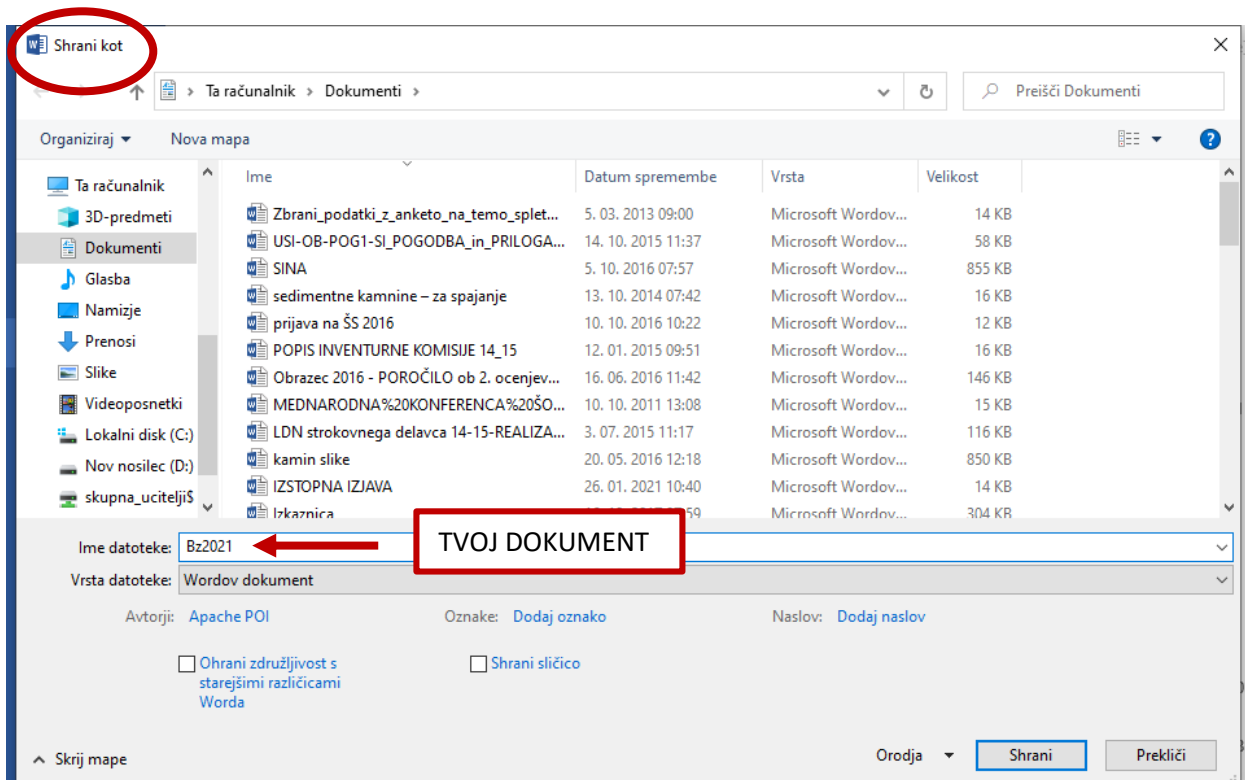 Shrani kot
Ta računalnik › Dokumenti ›
Preišči Dokumenti
Organiziraj
Nova mapa
Ta računalnik
3D-predmeti
Dokumenti
Glasba
Namizje
Prenosi
Slike
Videoposnetki
Lokalni disk (C:)
Nov nosilec (D:)
skupna_ucitelji$
Ime Datum spremembe Vrsta Velikost
Zbrani_podatki_z_anketo_na_temo_splet... 5. 03. 2013 09:00 Microsoft Wordov... 14 KB
USI-OB-POG1-SI_POGODBA_in_PRILOGA... 14. 10. 2015 11:37 Microsoft Wordov... 58 KB
SINA 5. 10. 2016 07:57 Microsoft Wordov... 855 KB
sedimentne kamnine – za spajanje 13. 10. 2014 07:42 Microsoft Wordov... 16 KB
prijava na ŠS 2016 10. 10. 2016 10:22 Microsoft Wordov... 12 KB
POPIS INVENTURNE KOMISIJE 14_15 12. 01. 2015 09:51 Microsoft Wordov... 16 KB
Obrazec 2016 - POROČILO ob 2. ocenjev... 16. 06. 2016 11:42 Microsoft Wordov... 146 KB
MEDNARODNA%20KONFERENCA%20ŠO... 10. 10. 2011 13:08 Microsoft Wordov... 15 KB
LDN strokovnega delavca 14-15-REALIZA... 3. 07. 2015 11:17 Microsoft Wordov... 116 KB
kamin slike 20. 05. 2016 12:18 Microsoft Wordov... 850 KB
IZSTOPNA IZJAVA 26. 01. 2021 10:40 Microsoft Wordov... 14 KB
Izkaznica Microsoft Wordov... 304 KB
Ime datoteke: Bz2021
TVOJ DOKUMENT
Vrsta datoteke: Wordov dokument
Avtorji: Apache POI Oznake: Dodaj oznako Naslov: Dodaj naslov
Ohrani združljivost s
starejšimi različicami
Worda
Shrani sličico
Skrij mape
Orodja
Shrani
Prekliči